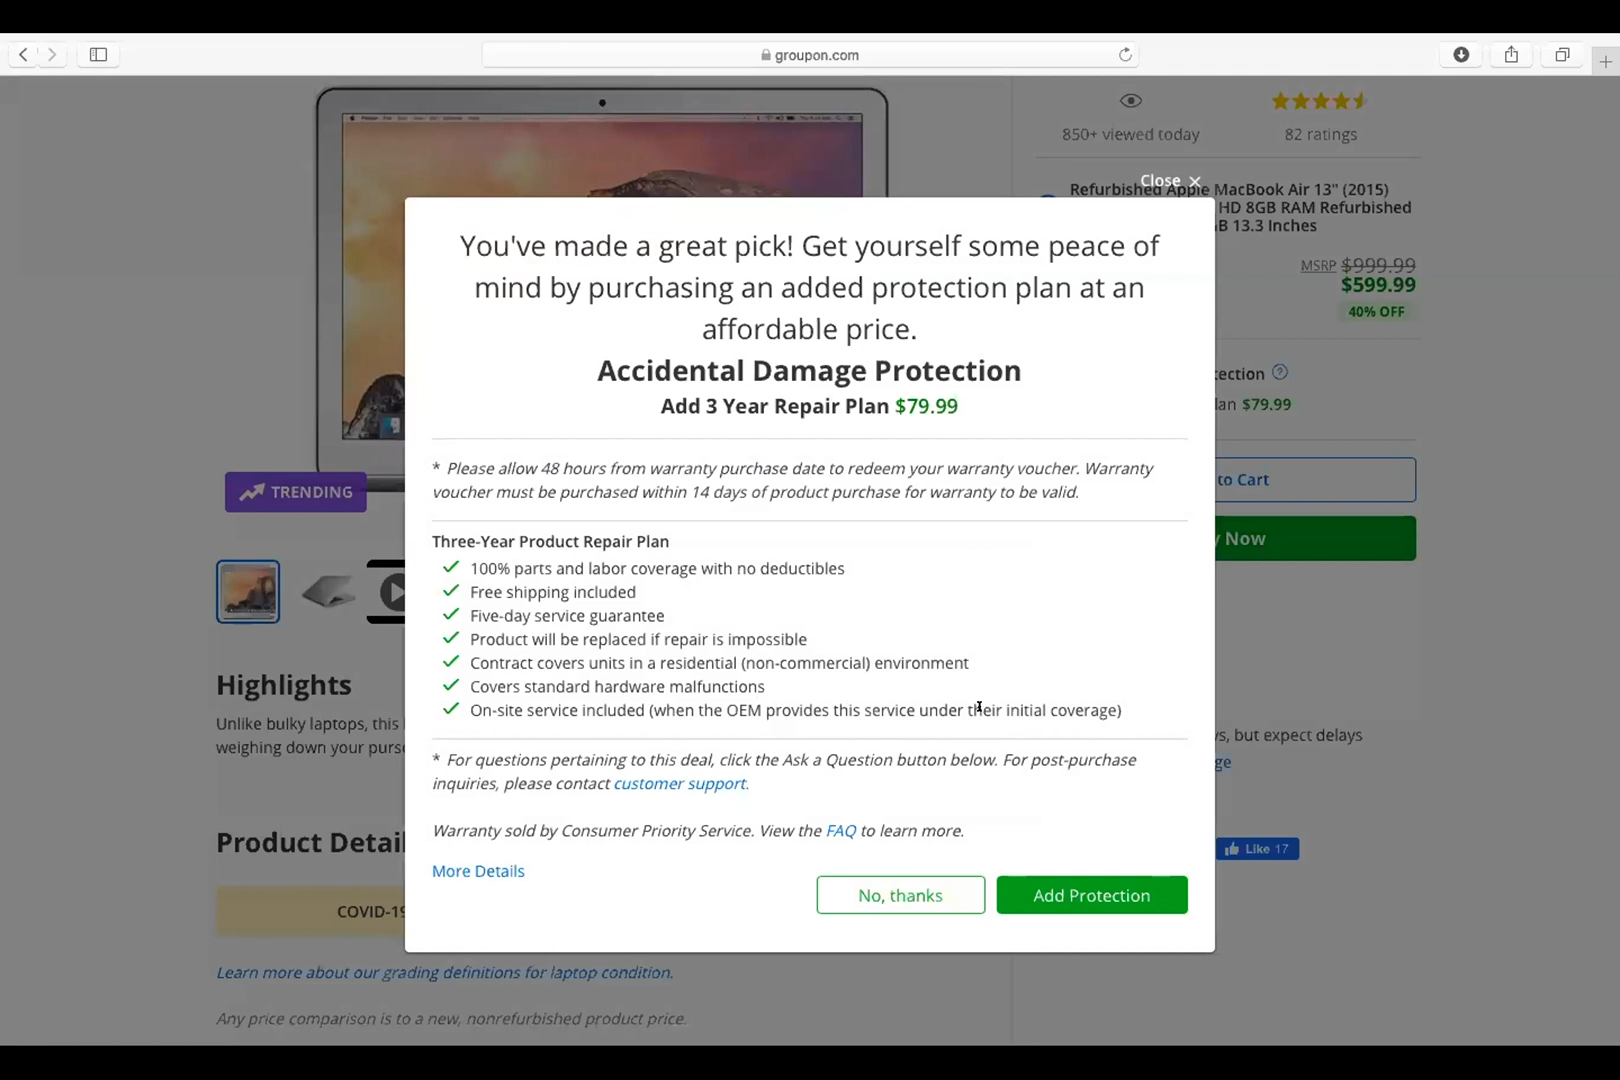 groupon.com
850+ viewed today
82 ratings
Close ×
Refurbished Apple MacBook Air 13" (2015)
HD 8GB RAM Refurbished
B 13.3 Inches
MSRP $999.99
$599.99
40% OFF
You've made a great pick! Get yourself some peace of
mind by purchasing an added protection plan at an
affordable price.
Accidental Damage Protection
Add 3 Year Repair Plan $79.99
ection
lan $79.99
* Please allow 48 hours from warranty purchase date to redeem your warranty voucher. Warranty
voucher must be purchased within 14 days of product purchase for warranty to be valid.
to Cart
TRENDING
y Now
Three-Year Product Repair Plan
100% parts and labor coverage with no deductibles
Free shipping included
Five-day service guarantee
Product will be replaced if repair is impossible
Contract covers units in a residential (non-commercial) environment
Covers standard hardware malfunctions
On-site service included (when the OEM provides this service under their initial coverage)
Highlights
Unlike bulky laptops, this
weighing down your purs
s, but expect delays
ge
* For questions pertaining to this deal, click the Ask a Question button below. For post-purchase
inquiries, please contact customer support.
Warranty sold by Consumer Priority Service. View the FAQ to learn more.
Product Detai
Like 17
More Details
No, thanks
Add Protection
COVID-19
Learn more about our grading definitions for laptop condition.
Any price comparison is to a new, nonrefurbished product price.